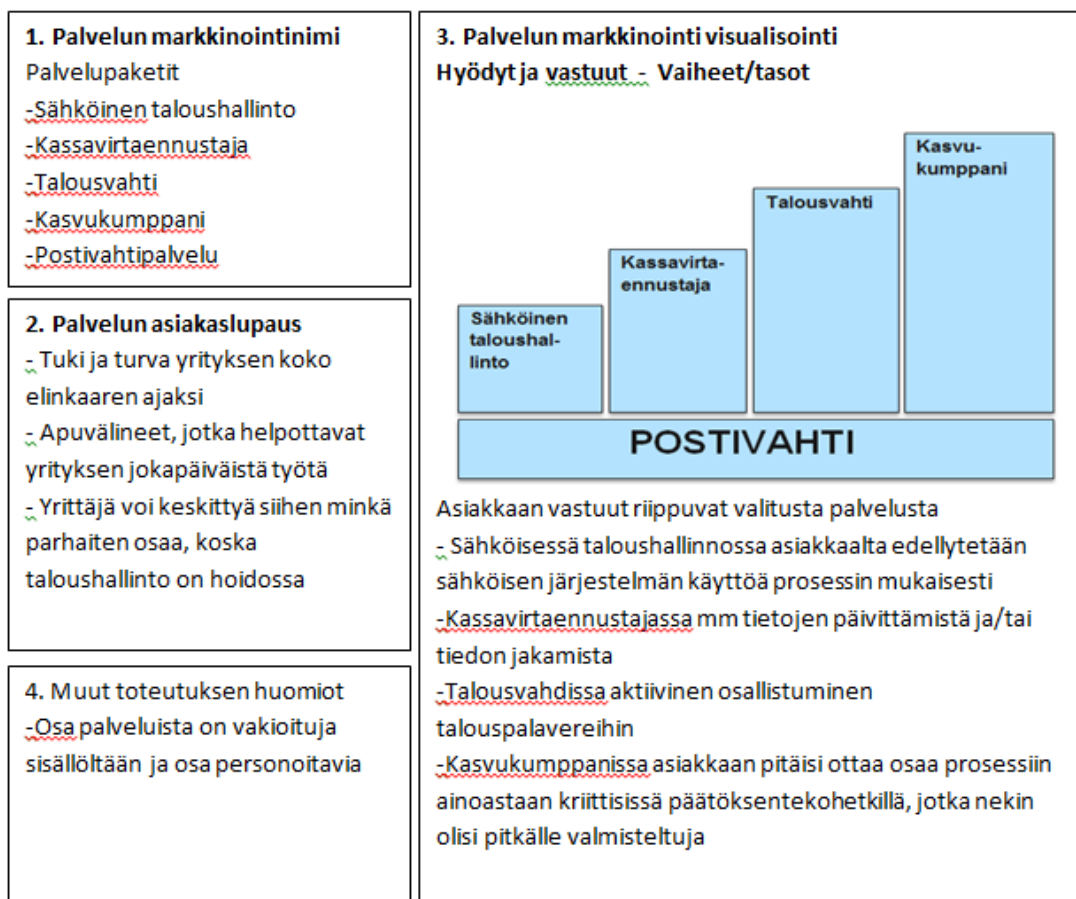 1. Palvelun markkinointinimi
Palvelupaketit
-Sähköinen taloushallinto
-Kassavirtaennustaja
-Talousvahti
-Kasvukumppani
-Postivahtipalvelu
2. Palvelun asiakaslupaus
- Tuki ja turva yrityksen koko
elinkaaren ajaksi
- Apuvälineet, jotka helpottavat
yrityksen jokapäiväistä työtä
- Yrittäjä voi keskittyä siihen minkä
parhaiten osaa, koska
taloushallinto on hoidossa
3. Palvelun markkinointi visualisointi
Hyödyt ja vastuut - Vaiheet/tasot
Sähköinen
taloushal-
linto
Kassavirta-
ennustaja
Talousvahti
Kasvu-
kumppani
POSTIVAHTI
Asiakkaan vastuut riippuvat valitusta palvelusta
- Sähköisessä taloushallinnossa asiakkaalta edellytetään
sähköisen järjestelmän käyttöä prosessin mukaisesti
-Kassavirtaennustajassa mm tietojen päivittämistä ja/tai
tiedon jakamista
-Talousvahdissa aktiivinen osallistuminen
talouspalavereihin
-Kasvukumppanissa asiakkaan pitäisi ottaa osaa prosessiin
ainoastaan kriittisissä päätöksentekohetkillä, jotka nekin
olisi pitkälle valmisteltuja
4. Muut toteutuksen huomiot
-Osa palveluista on vakioituja
sisällöltään ja osa personoitavia